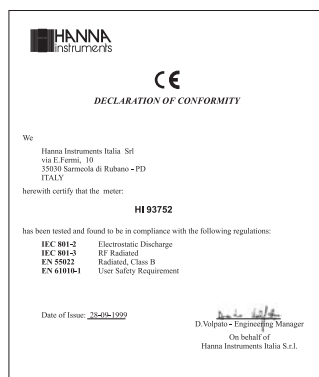 HANNA
instruments
CE
DECLARATION OF CONFORMITY
We
Hanna Instruments Italia Srl
via E.Fermi, 10
35030 Sarmeola di Rubano - PD
ITALY
herewith certify that the meter:
HI 93752
has been tested and found to be in compliance with the following regulations:
IEC 801-2 Electrostatic Discharge
IEC 801-3 RF Radiated
EN 55022 Radiated, Class B
EN 61010-1 User Safety Requirement
Date of Issue: 28-09-1999
D.Volpato - Engineering Manager
On behalf of
Hanna Instruments Italia S.r.l.